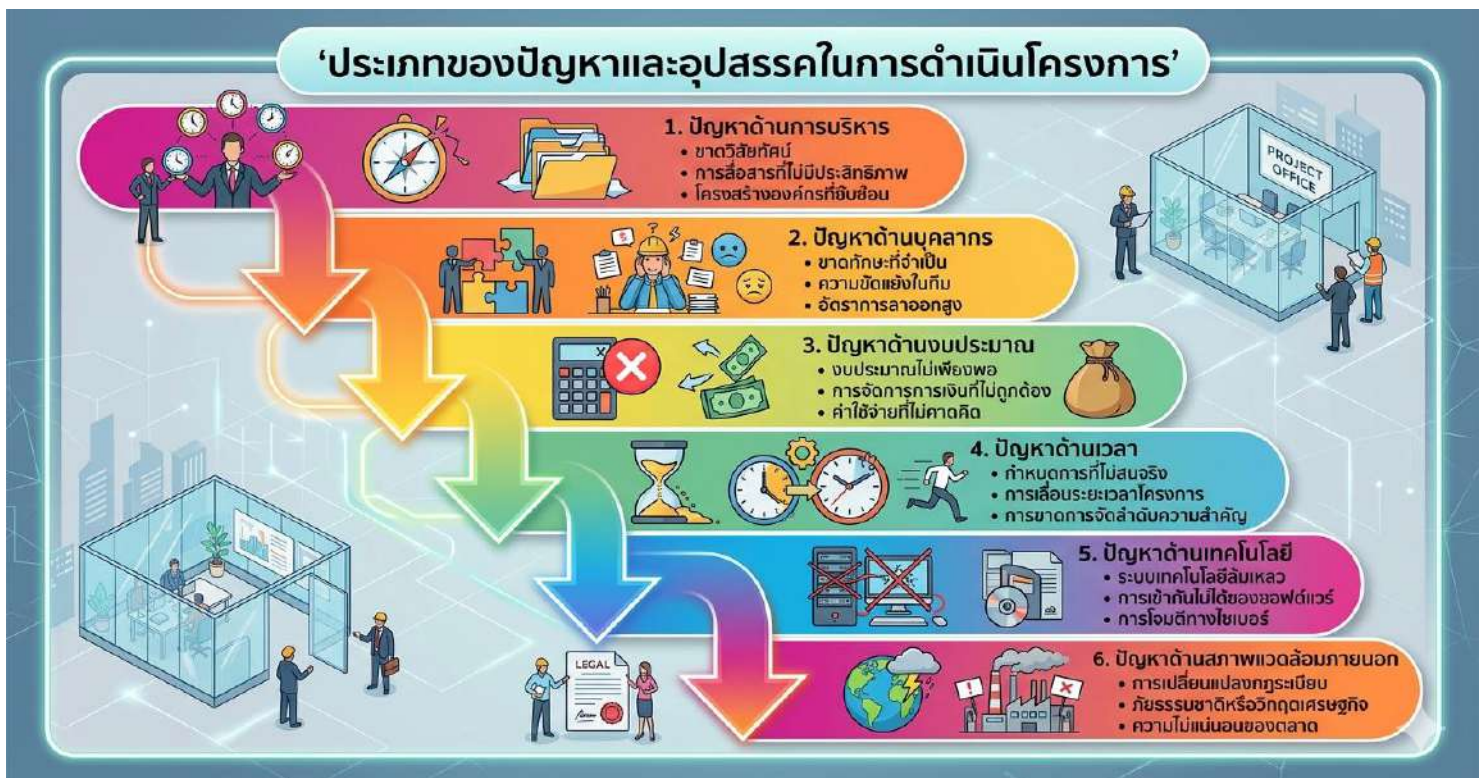 ‘ประเภทของปัญหาและอุปสรรคในการดำเนินโครงการ’
1. ปัญหาด้านการบริหาร
• ขาดวิสัยทัศน์
• การสื่อสารที่ไม่มีประสิทธิภาพ
• โครงสร้างองค์กรที่ซับซ้อน
PROJECT
OFFICE
2. ปัญหาด้านบุคลากร
• ขาดทักษะที่จำเป็น
• ความขัดแย้งในทีม
• อัตราการลาออกสูง
3. ปัญหาด้านงบประมาณ
• งบประมาณไม่เพียงพอ
• การจัดการการเงินที่ไม่ถูกต้อง
• ค่าใช้จ่ายที่ไม่คาดคิด
4. ปัญหาด้านเวลา
• กำหนดการที่ไม่สมจริง
• การเลื่อนระยะเวลาโครงการ
• การขาดการจัดลำดับความสำคัญ
5. ปัญหาด้านเทคโนโลยี
• ระบบเทคโนโลยีล้มเหลว
• การเข้ากันไม่ได้ของซอฟต์แวร์
• การโจมตีทางไซเบอร์
LEGAL
6. ปัญหาด้านสภาพแวดล้อมภายนอก
• การเปลี่ยนแปลงกฎระเบียบ
• ภัยธรรมชาติหรือวิกฤตเศรษฐกิจ
• ความไม่แน่นอนของตลาด